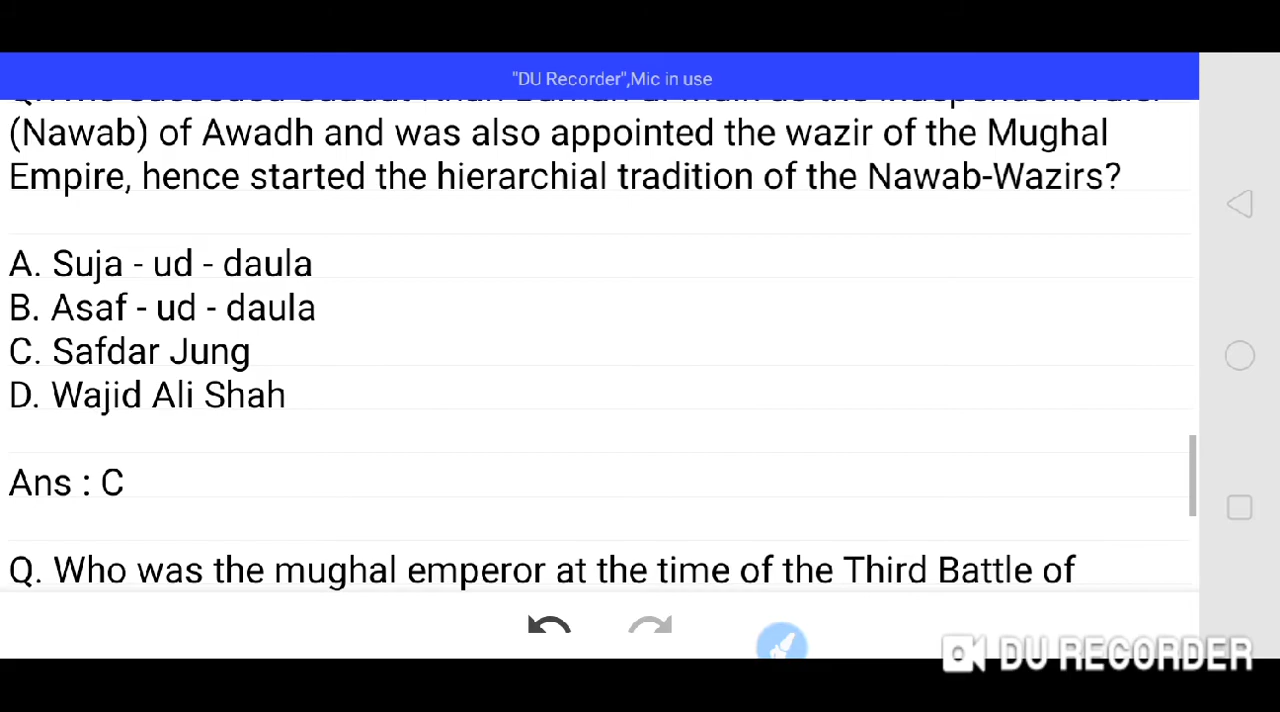 "DU Recorder",Mic in use
(Nawab) of Awadh and was also appointed the wazir of the Mughal
Empire, hence started the hierarchial tradition of the Nawab-Wazirs?
A. Suja - ud - daula
B. Asaf - ud - daula
C. Safdar Jung
D. Wajid Ali Shah
Ans : C
Q. Who was the mughal emperor at the time of the Third Battle of
DU RECORDER